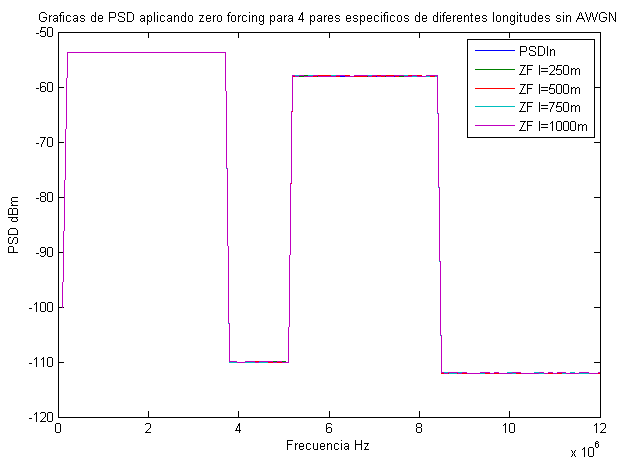 Graficas de PSD aplicando zero forcing para 4 pares especificos de diferentes longitudes sin AWGN
-50
-60
-70
-80
-90
-100
-110
-120
PSD dBm
PSDIn
ZF l=250m
ZF l=500m
ZF l=750m
ZF l=1000m
0
2
4
6
8
10
12
Frecuencia Hz
x 10^6